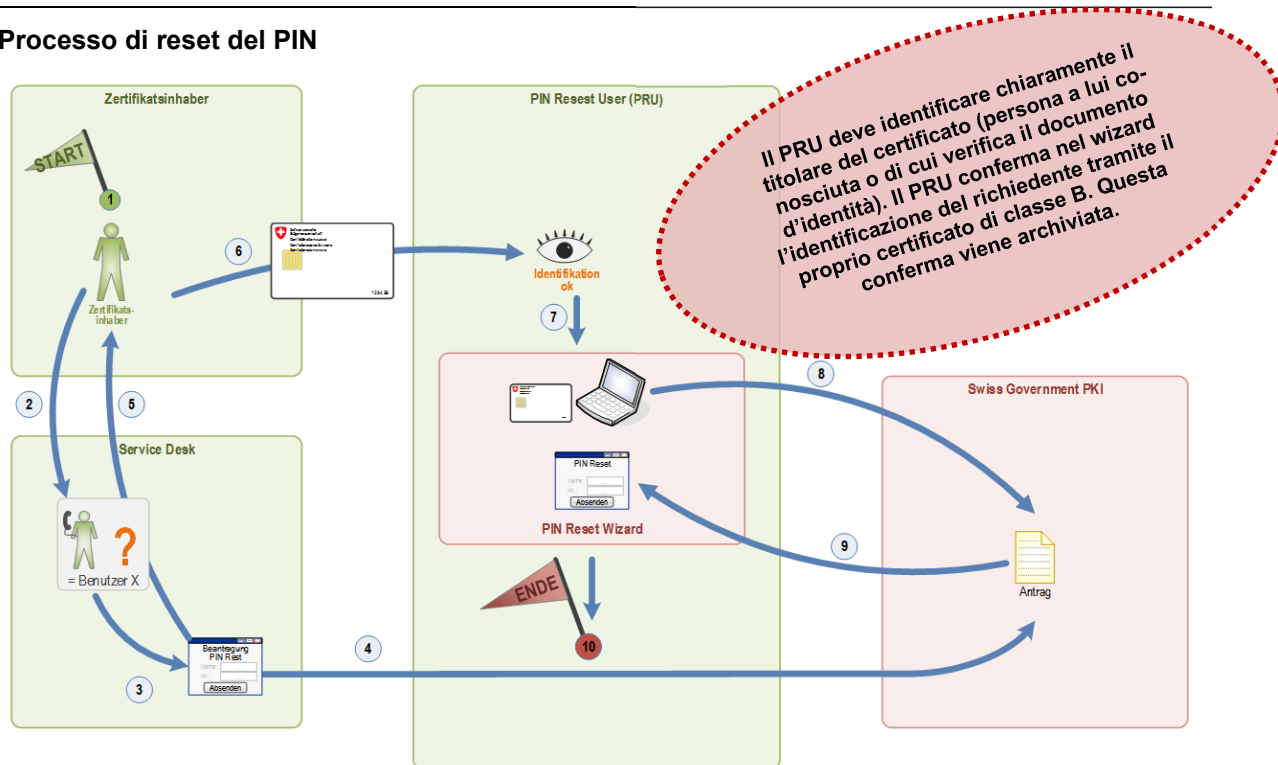 Processo di reset del PIN
Il PRU deve identificare chiaramente il
titolare del certificato (persona a lui co-
nosciuta o di cui verifica il documento
d'identità). Il PRU conferma nel wizard
l'identificazione del richiedente tramite il
proprio certificato di classe B. Questa
conferma viene archiviata.
Zertifikatsinhaber
START
1
Zertifikats-
inhaber
6
1234
PIN Resest User (PRU)
Identifikation
ok
7
8
PIN Reset
Name:
Nr.:
Absenden
PIN Reset Wizard
9
ENDE
10
Swiss Government PKI
Antrag
2
5
Service Desk
?
= Benutzer X
3
Beantragung
PIN Rest
Name:
Nr.:
Absenden
4